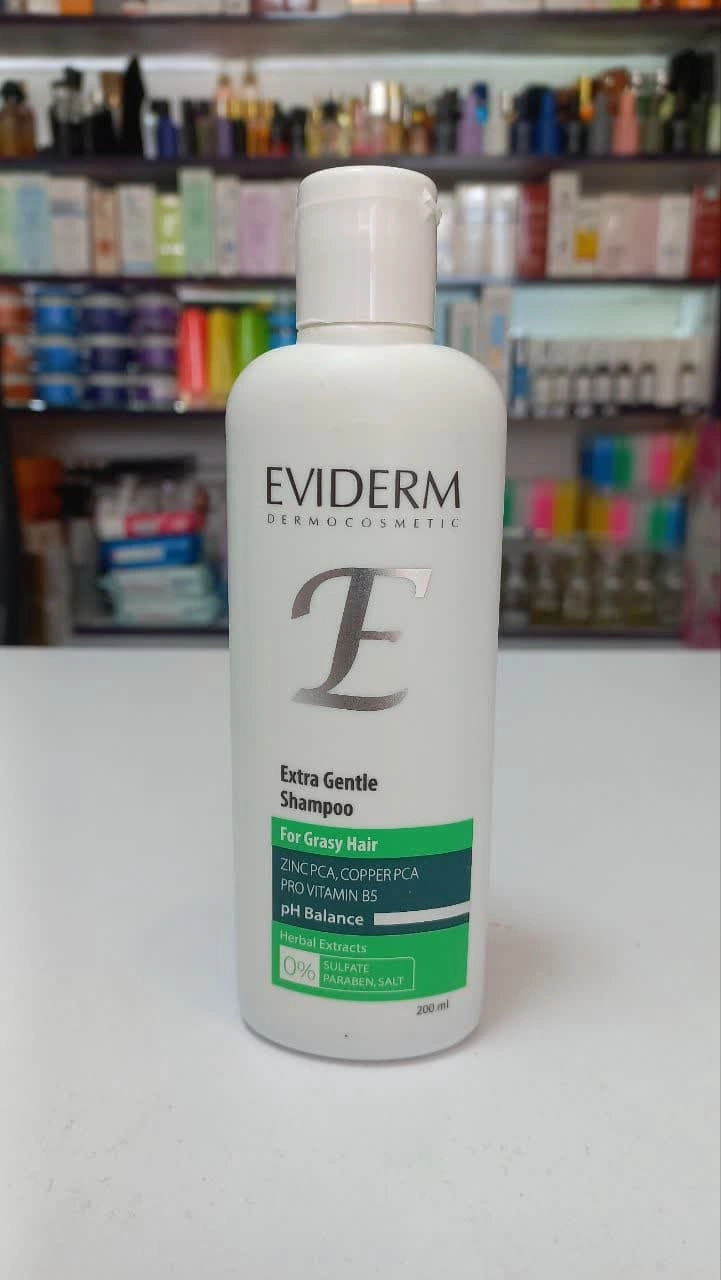 EVIDERM
DERMOCOSMETIC
E
Extra Gentle
Shampoo
For Grasy Hair
ZINC PCA, COPPER PCA
PRO VITAMIN B5
pH Balance
Herbal Extracts
0% SULFATE
PARABEN, SALT
200 ml